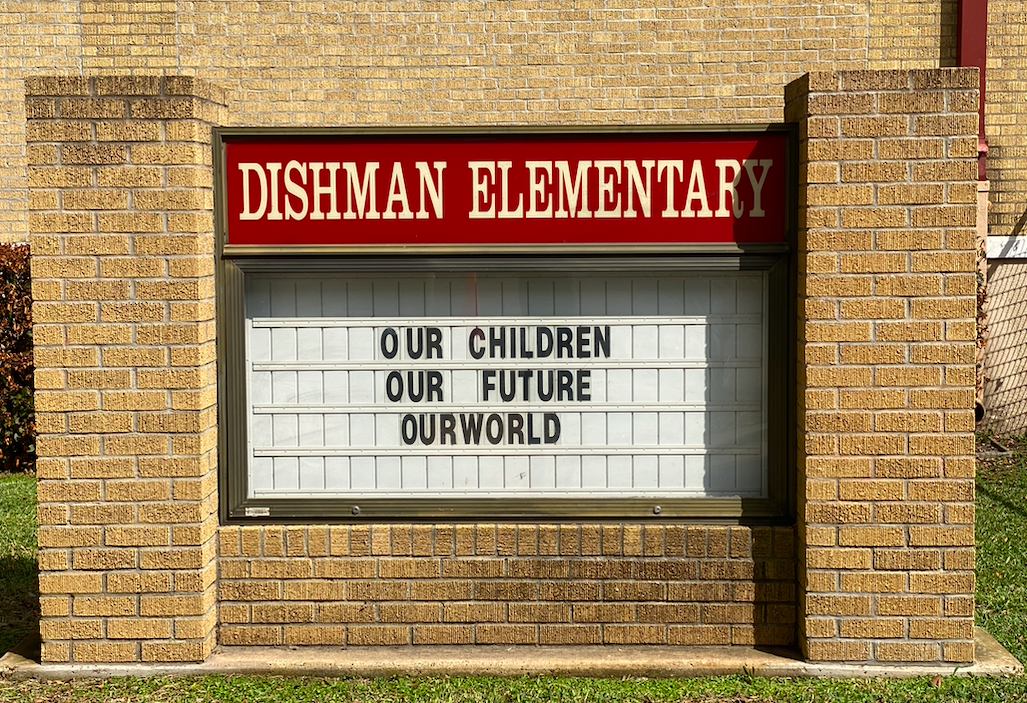 DISHMAN ELEMENTARY
OUR CHILDREN
OUR FUTURE
OURWORLD